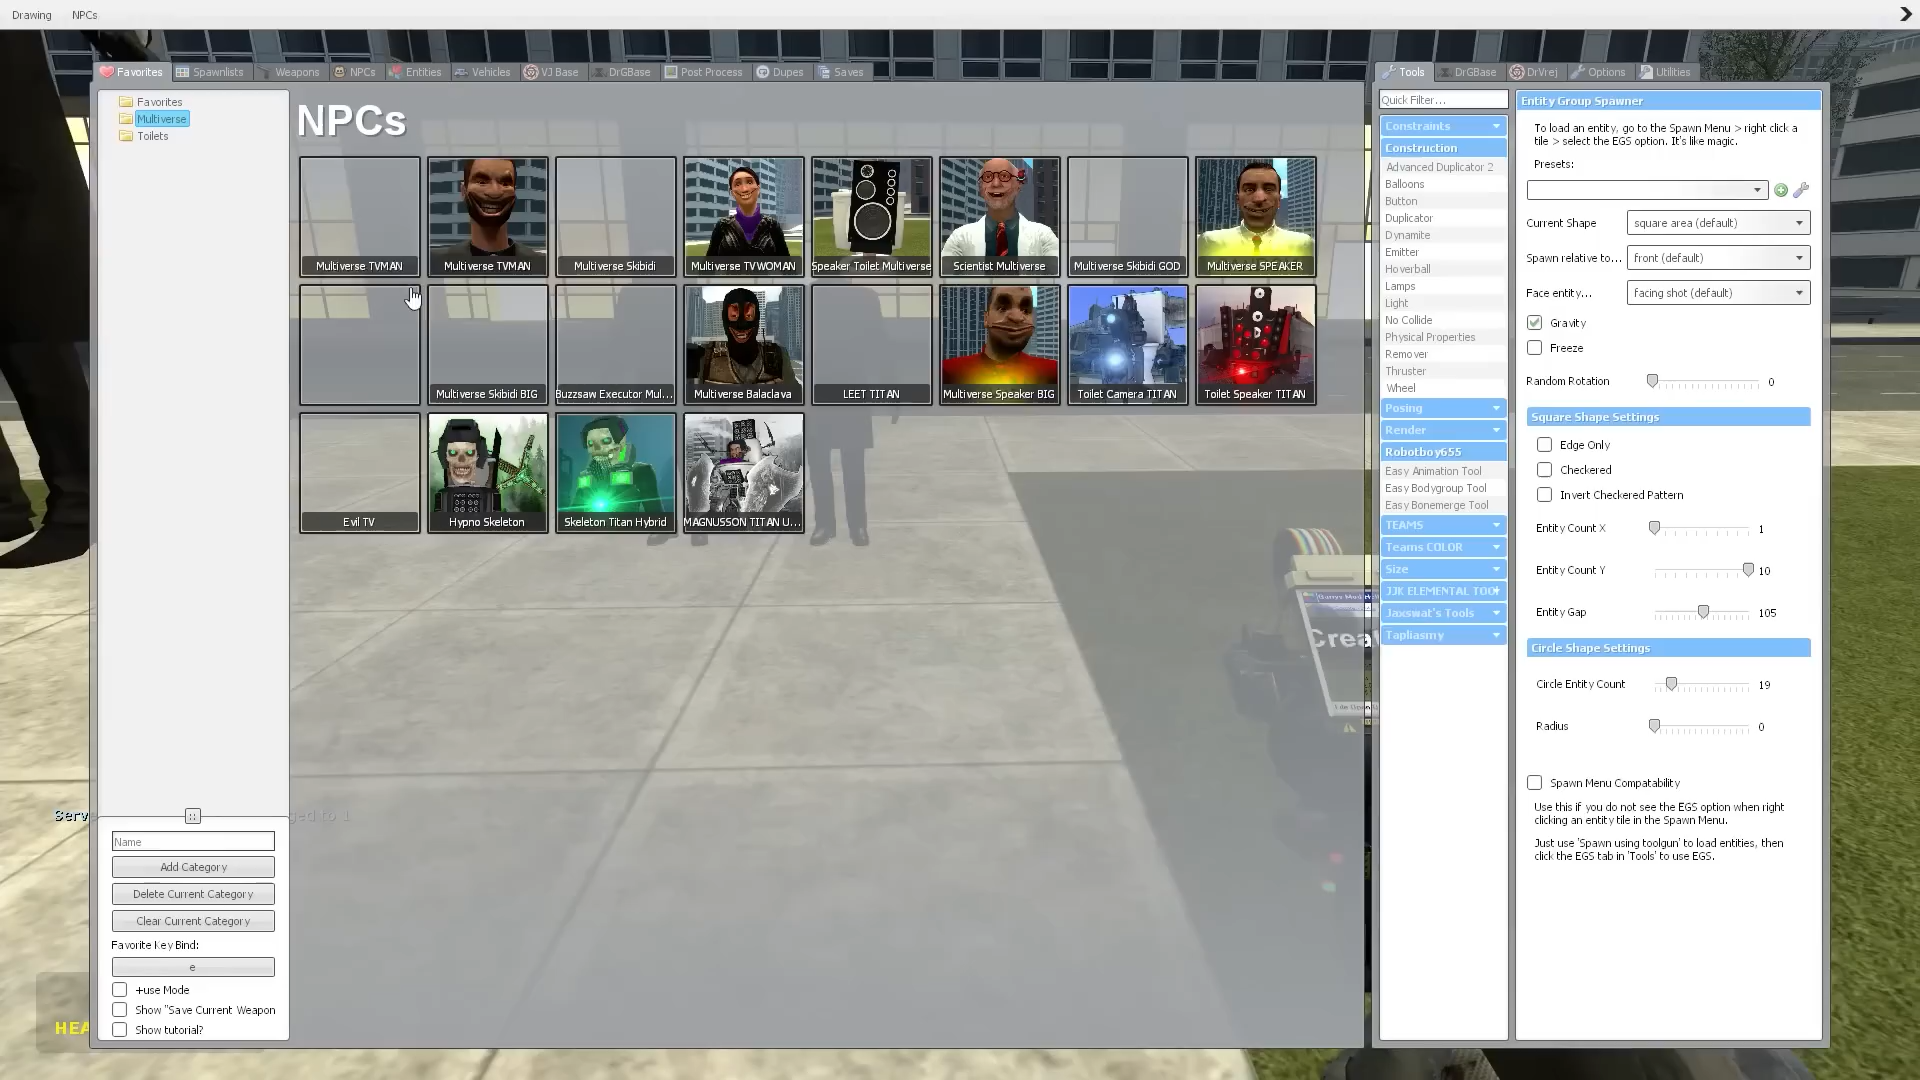 Drawing NPCs
Favorites Spawnlists Weapons NPCs Entities Vehicles VJ Base DrGBase Post Process Dupes Saves
Tools DrGBase DrVrej Options Utilities
Favorites
Multiverse
Toilets
NPCs
Multiverse TVMAN
Multiverse TVMAN
Multiverse Skibidi
Multiverse TVWOMAN
Speaker Toilet Multiverse
Scientist Multiverse
Multiverse Skibidi GOD
Multiverse SPEAKER
Multiverse Skibidi BIG
Buzzsaw Executor Mul...
Multiverse Balaclava
LEET TITAN
Multiverse Speaker BIG
Toilet Camera TITAN
Toilet Speaker TITAN
Evil TV
Hypno Skeleton
Skeleton Titan Hybrid
MAGNUSSON TITAN U...
Serv
ged to 1
Name
Add Category
Delete Current Category
Clear Current Category
Favorite Key Bind:
e
+use Mode
Show "Save Current Weapon
Show tutorial?
HEA
Crea
Quick Filter...
Constraints
Construction
Advanced Duplicator 2
Balloons
Button
Duplicator
Dynamite
Emitter
Hoverball
Lamps
Light
No Collide
Physical Properties
Remover
Thruster
Wheel
Posing
Render
Robotboy655
Easy Animation Tool
Easy Bodygroup Tool
Easy Bonemerge Tool
TEAMS
Teams COLOR
Size
JJK ELEMENTAL TOO
Jaxswat's Tools
Tapliasmy
Entity Group Spawner
To load an entity, go to the Spawn Menu > right click a
tile > select the EGS option. It's like magic.
Presets:
Current Shape square area (default)
Spawn relative to... front (default)
Face entity... facing shot (default)
Gravity
Freeze
Random Rotation 0
Square Shape Settings
Edge Only
Checkered
Invert Checkered Pattern
Entity Count X 1
Entity Count Y 10
Entity Gap 105
Circle Shape Settings
Circle Entity Count 19
Radius 0
Spawn Menu Compatability
Use this if you do not see the EGS option when right
clicking an entity tile in the Spawn Menu.
Just use 'Spawn using toolgun' to load entities, then
click the EGS tab in 'Tools' to use EGS.